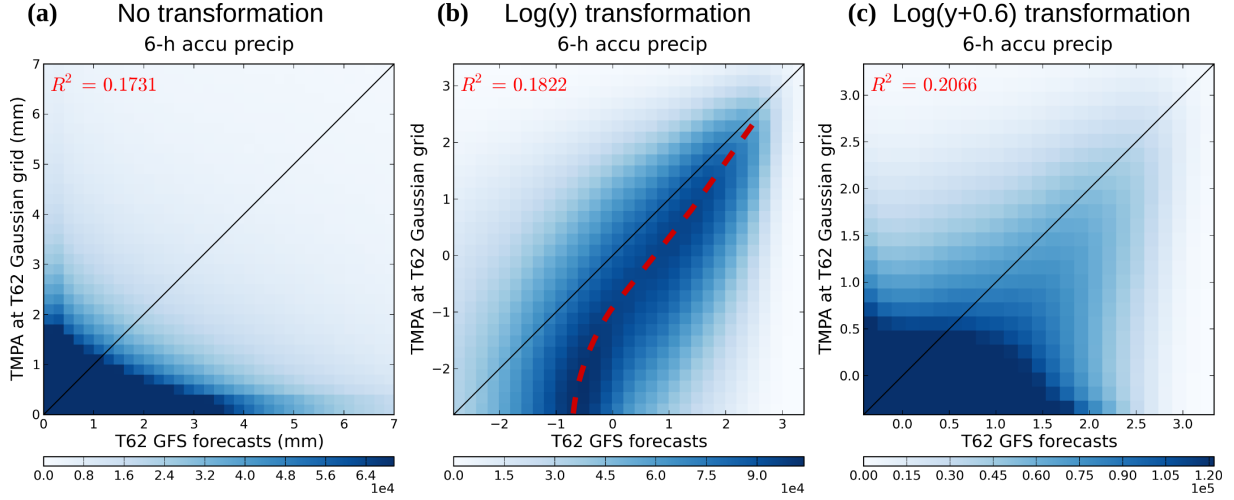 (a) No transformation
6-h accu precip
R² = 0.1731
TMPA at T62 Gaussian grid (mm)
7
6
5
4
3
2
1
0
0 1 2 3 4 5 6 7
T62 GFS forecasts (mm)
0.0 0.8 1.6 2.4 3.2 4.0 4.8 5.6 6.4
1e4
(b) Log(y) transformation
6-h accu precip
R² = 0.1822
TMPA at T62 Gaussian grid
3
2
1
0
−1
−2
−2 −1 0 1 2 3
T62 GFS forecasts
0.0 1.5 3.0 4.5 6.0 7.5 9.0
1e4
(c) Log(y+0.6) transformation
6-h accu precip
R² = 0.2066
TMPA at T62 Gaussian grid
3.0
2.5
2.0
1.5
1.0
0.5
0.0
0.0 0.5 1.0 1.5 2.0 2.5 3.0
T62 GFS forecasts
0.00 0.15 0.30 0.45 0.60 0.75 0.90 1.05 1.20
1e5